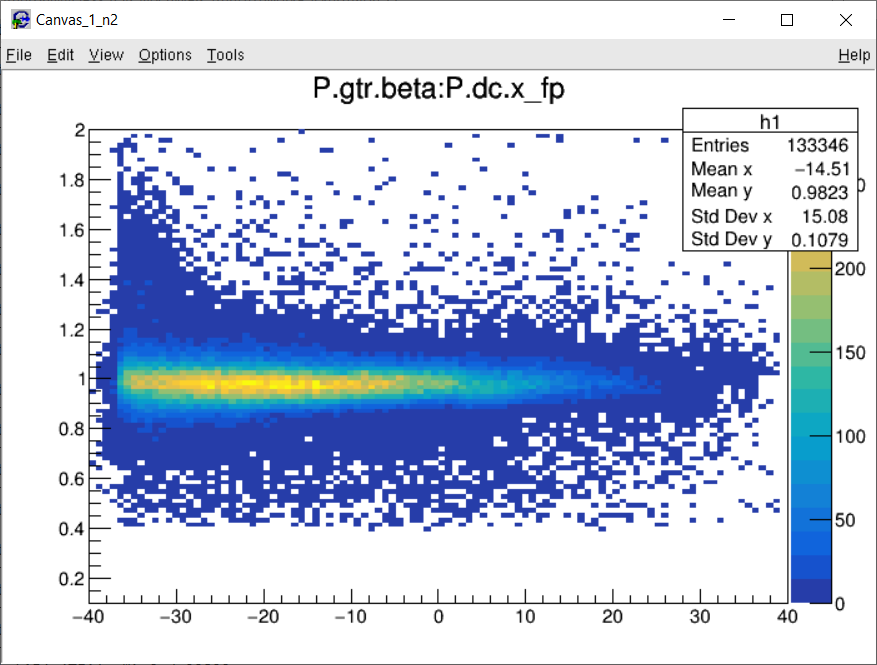 Canvas_1_n2
File Edit View Options Tools Help
P.gtr.beta:P.dc.x_fp
h1
Entries 133346
Mean x −14.51
Mean y 0.9823
Std Dev x 15.08
Std Dev y 0.1079
2
1.8
1.6
1.4
1.2
1
0.8
0.6
0.4
0.2
−40 −30 −20 −10 0 10 20 30 40
0
200
150
100
50
0